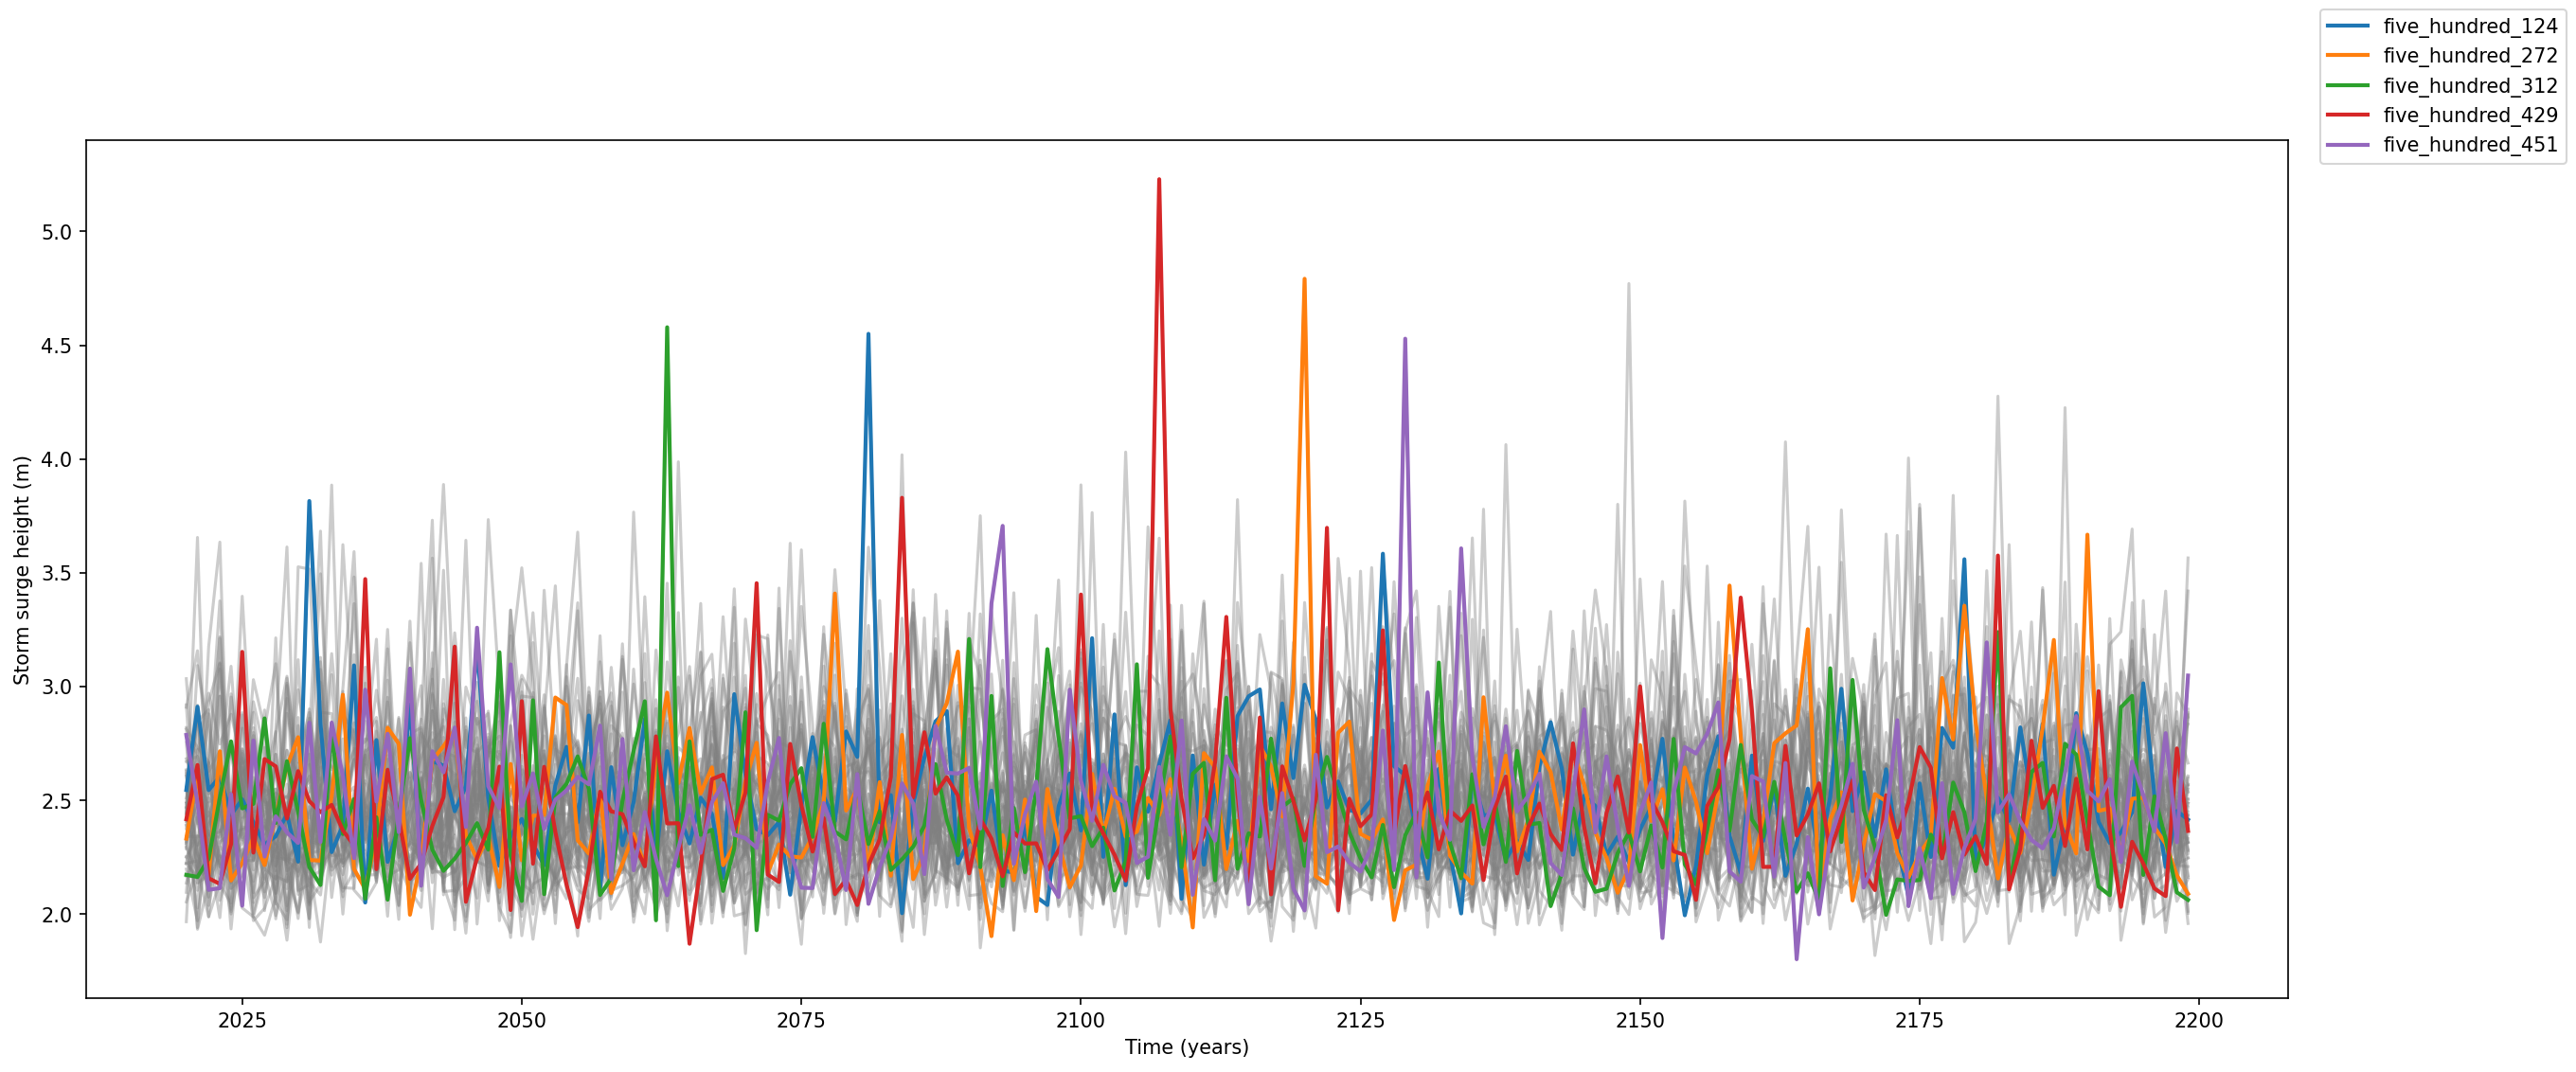 five_hundred_124
five_hundred_272
five_hundred_312
five_hundred_429
five_hundred_451
Storm surge height (m)
5.0
4.5
4.0
3.5
3.0
2.5
2.0
2025
2050
2075
2100
2125
2150
2175
2200
Time (years)